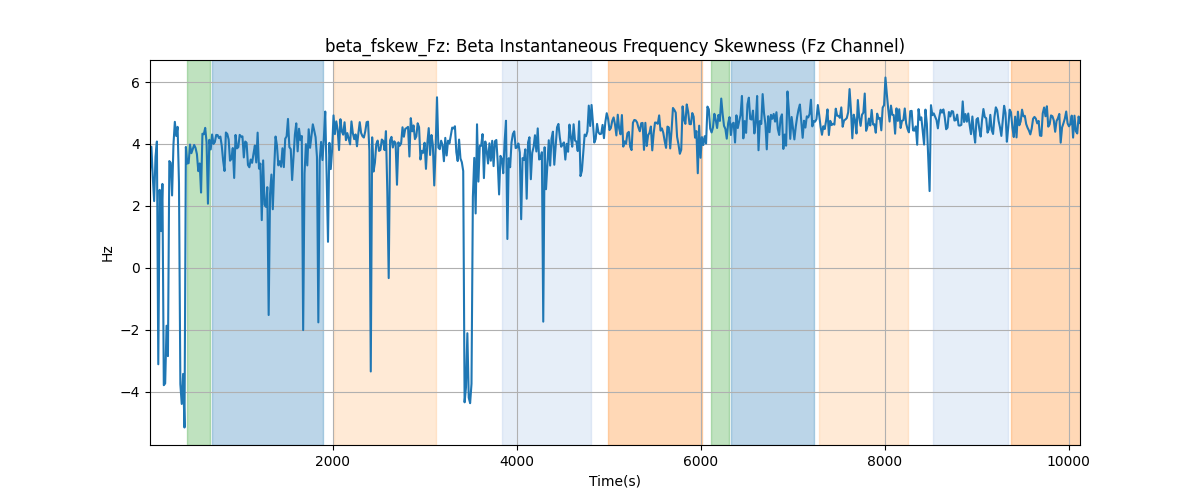 beta_fskew_Fz: Beta Instantaneous Frequency Skewness (Fz Channel)
6
4
2
0
−2
−4
Hz
2000 4000 6000 8000 10000
Time(s)